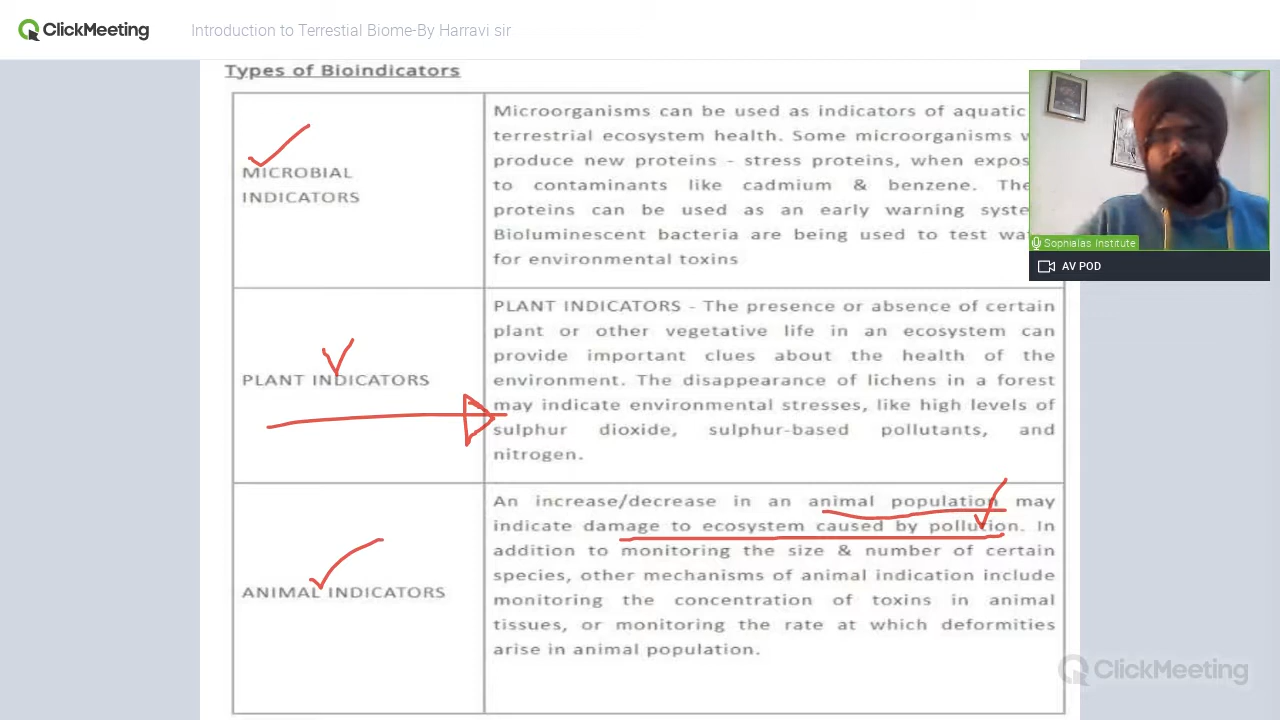 ClickMeeting
Introduction to Terrestial Biome-By Harravi sir
Types of Bioindicators
MICROBIAL
INDICATORS
Microorganisms can be used as indicators of aquatic
terrestrial ecosystem health. Some microorganisms
produce new proteins - stress proteins, when
to contaminants like cadmium & benzene.
proteins can be used as an early warning
Bioluminescent bacteria are being used to test
for environmental toxins
PLANT INDICATORS
PLANT INDICATORS - The presence or absence of certain
plant or other vegetative life in an ecosystem can
provide important clues about the health of the
environment. The disappearance of lichens in a forest
may indicate environmental stresses, like high levels of
sulphur dioxide, sulphur-based pollutants, and
nitrogen.
ANIMAL INDICATORS
An increase/decrease in an animal population may
indicate damage to ecosystem caused by pollution. In
addition to monitoring the size & number of certain
species, other mechanisms of animal indication include
monitoring the concentration of toxins in animal
tissues, or monitoring the rate at which deformities
arise in animal population.
Sophialas Institute
AV POD
ClickMeeting